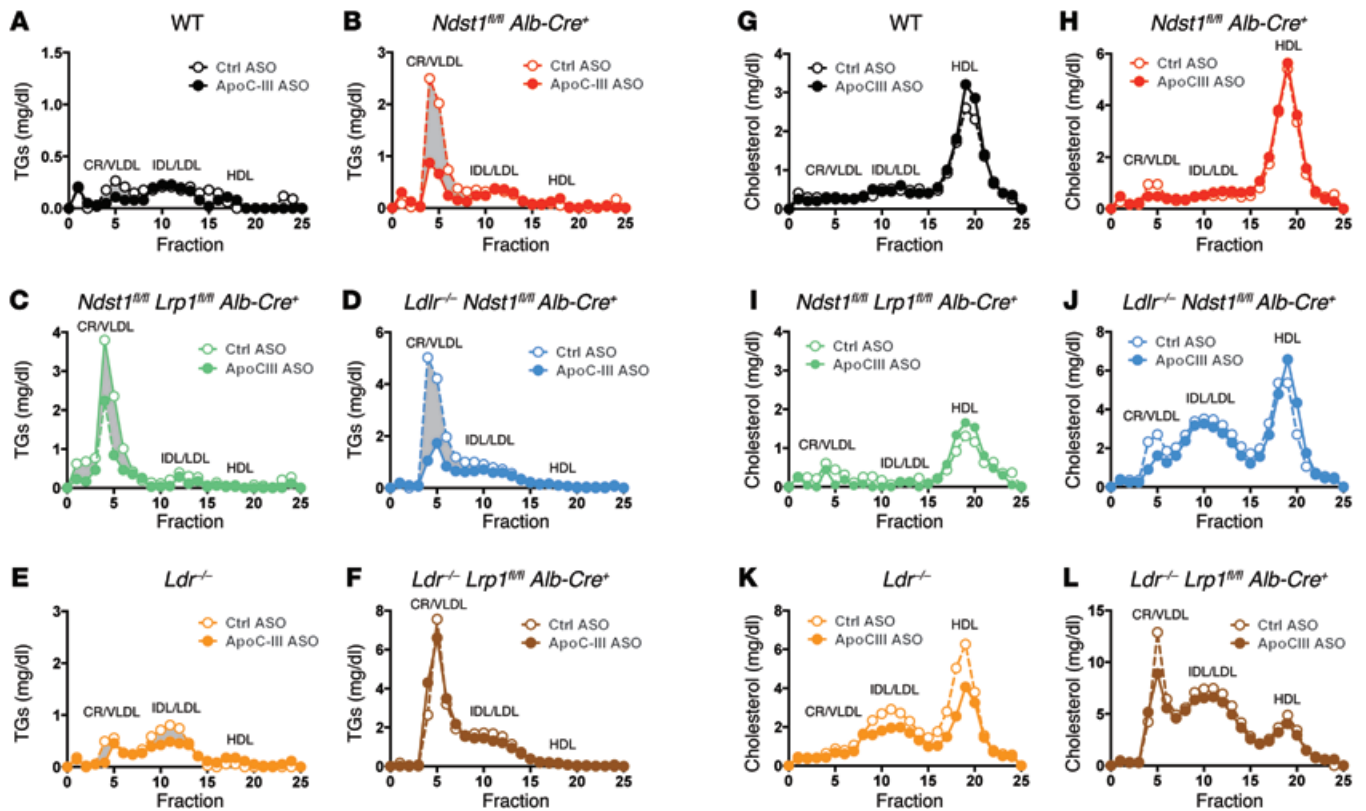 A WT
TGs (mg/dl)
1.5
1.0
0.5
0.0
Ctrl ASO
ApoC-III ASO
CR/VLDL IDL/LDL HDL
0 5 10 15 20 25
Fraction
B Ndst1fl/fl Alb-Cre+
TGs (mg/dl)
3
2
1
0
CR/VLDL
Ctrl ASO
ApoC-III ASO
IDL/LDL HDL
0 5 10 15 20 25
Fraction
G WT
Cholesterol (mg/dl)
4
3
2
1
0
Ctrl ASO
ApoCIII ASO
HDL
CR/VLDL IDL/LDL
0 5 10 15 20 25
Fraction
H Ndst1fl/fl Alb-Cre+
Cholesterol (mg/dl)
6
4
2
0
Ctrl ASO
ApoCIII ASO
HDL
CR/VLDL IDL/LDL
0 5 10 15 20 25
Fraction
C Ndst1fl/fl Lrp1fl/fl Alb-Cre+
TGs (mg/dl)
4
3
2
1
0
CR/VLDL
Ctrl ASO
ApoCIII ASO
IDL/LDL HDL
0 5 10 15 20 25
Fraction
D Ldlr−/− Ndst1fl/fl Alb-Cre+
TGs (mg/dl)
6
4
2
0
CR/VLDL
Ctrl ASO
ApoC-III ASO
IDL/LDL HDL
0 5 10 15 20 25
Fraction
I Ndst1fl/fl Lrp1fl/fl Alb-Cre+
Cholesterol (mg/dl)
4
3
2
1
0
Ctrl ASO
ApoCIII ASO
HDL
CR/VLDL IDL/LDL
0 5 10 15 20 25
Fraction
J Ldlr−/− Ndst1fl/fl Alb-Cre+
Cholesterol (mg/dl)
8
6
4
2
0
Ctrl ASO
ApoCIII ASO
HDL
CR/VLDL IDL/LDL
0 5 10 15 20 25
Fraction
E Ldr−/−
TGs (mg/dl)
3
2
1
0
Ctrl ASO
ApoC-III ASO
CR/VLDL IDL/LDL HDL
0 5 10 15 20 25
Fraction
F Ldr−/− Lrp1fl/fl Alb-Cre+
TGs (mg/dl)
8
6
4
2
0
CR/VLDL
Ctrl ASO
ApoC-III ASO
IDL/LDL HDL
0 5 10 15 20 25
Fraction
K Ldr−/−
Cholesterol (mg/dl)
8
6
4
2
0
Ctrl ASO
ApoCIII ASO
HDL
CR/VLDL IDL/LDL
0 5 10 15 20 25
Fraction
L Ldr−/− Lrp1fl/fl Alb-Cre+
Cholesterol (mg/dl)
15
10
5
0
CR/VLDL
Ctrl ASO
ApoCIII ASO
IDL/LDL HDL
0 5 10 15 20 25
Fraction